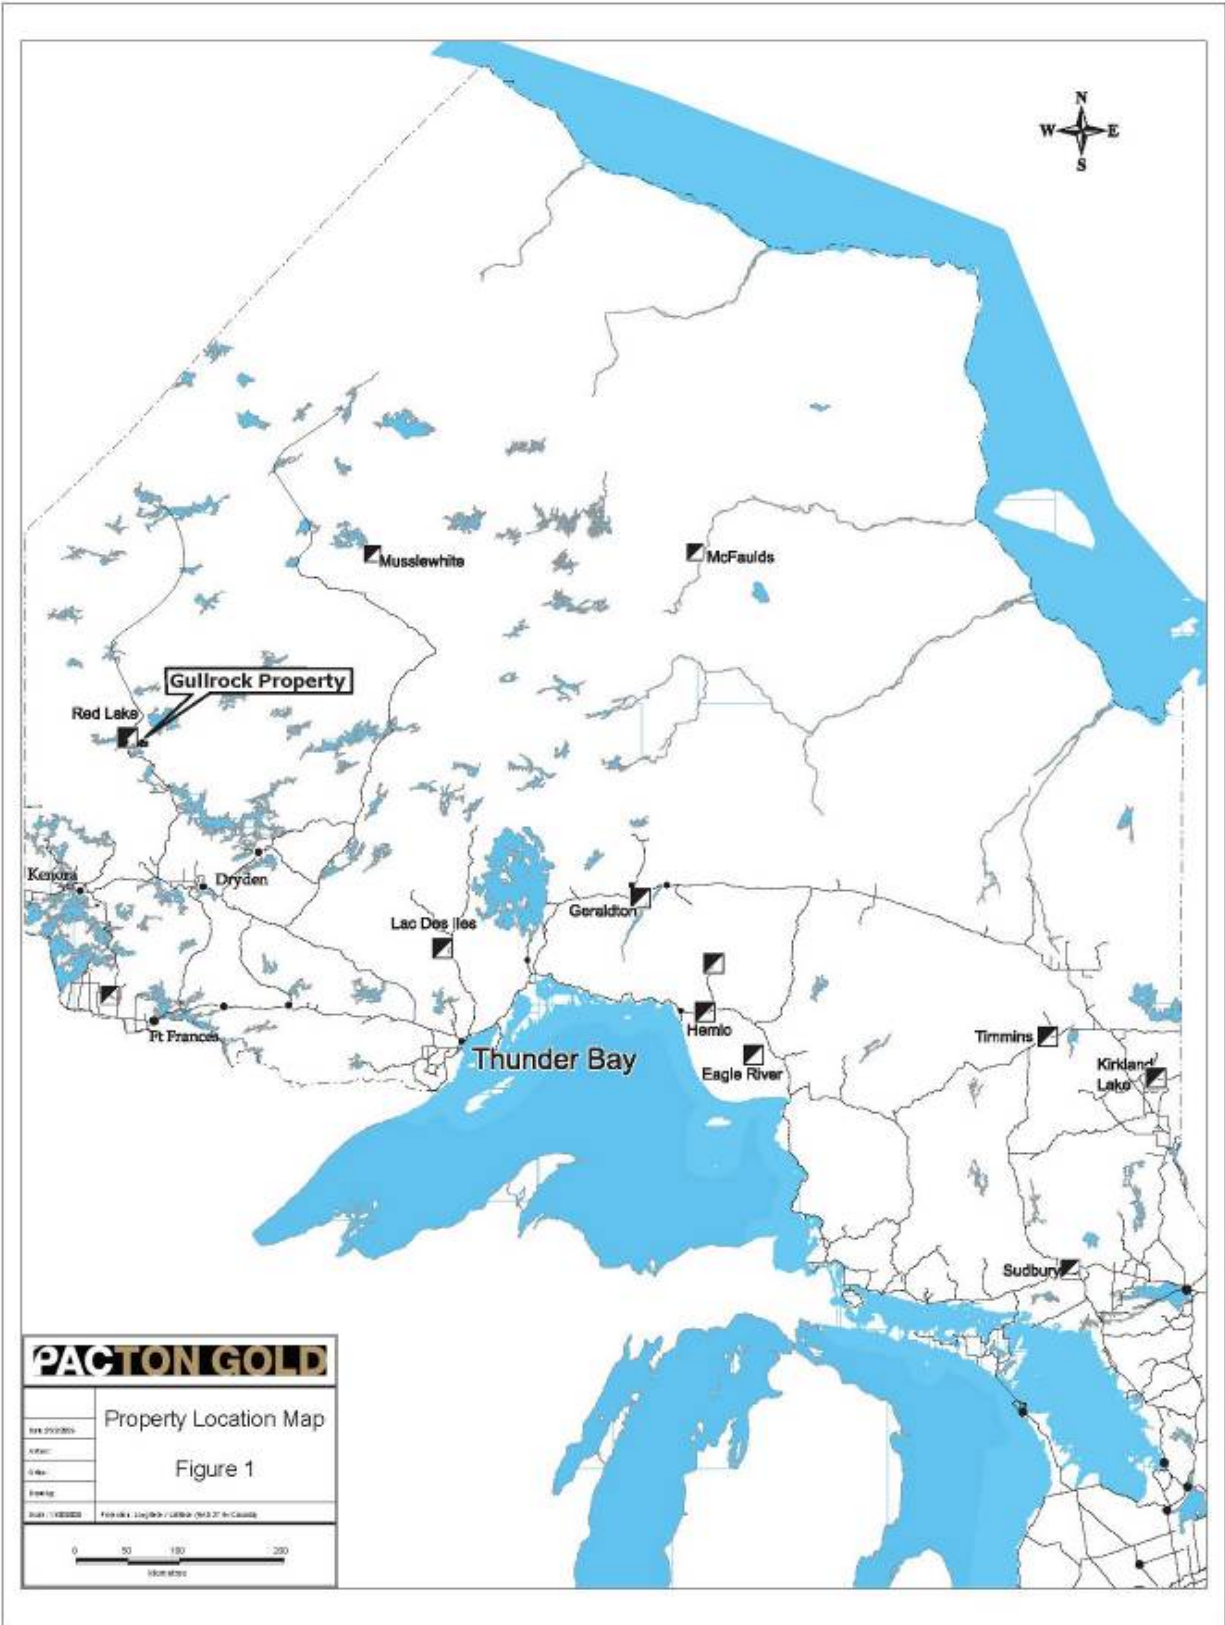 N
W E
S
Musslewhite
McFaulds
Gullrock Property
Red Lake
Kenora
Dryden
Geraldton
Lac Des Iles
Ft Frances
Hemlo
Thunder Bay
Eagle River
Timmins
Kirkland
Lake
Sudbury
PACTON GOLD
Property Location Map
Figure 1
0 50 100 200
kilometres